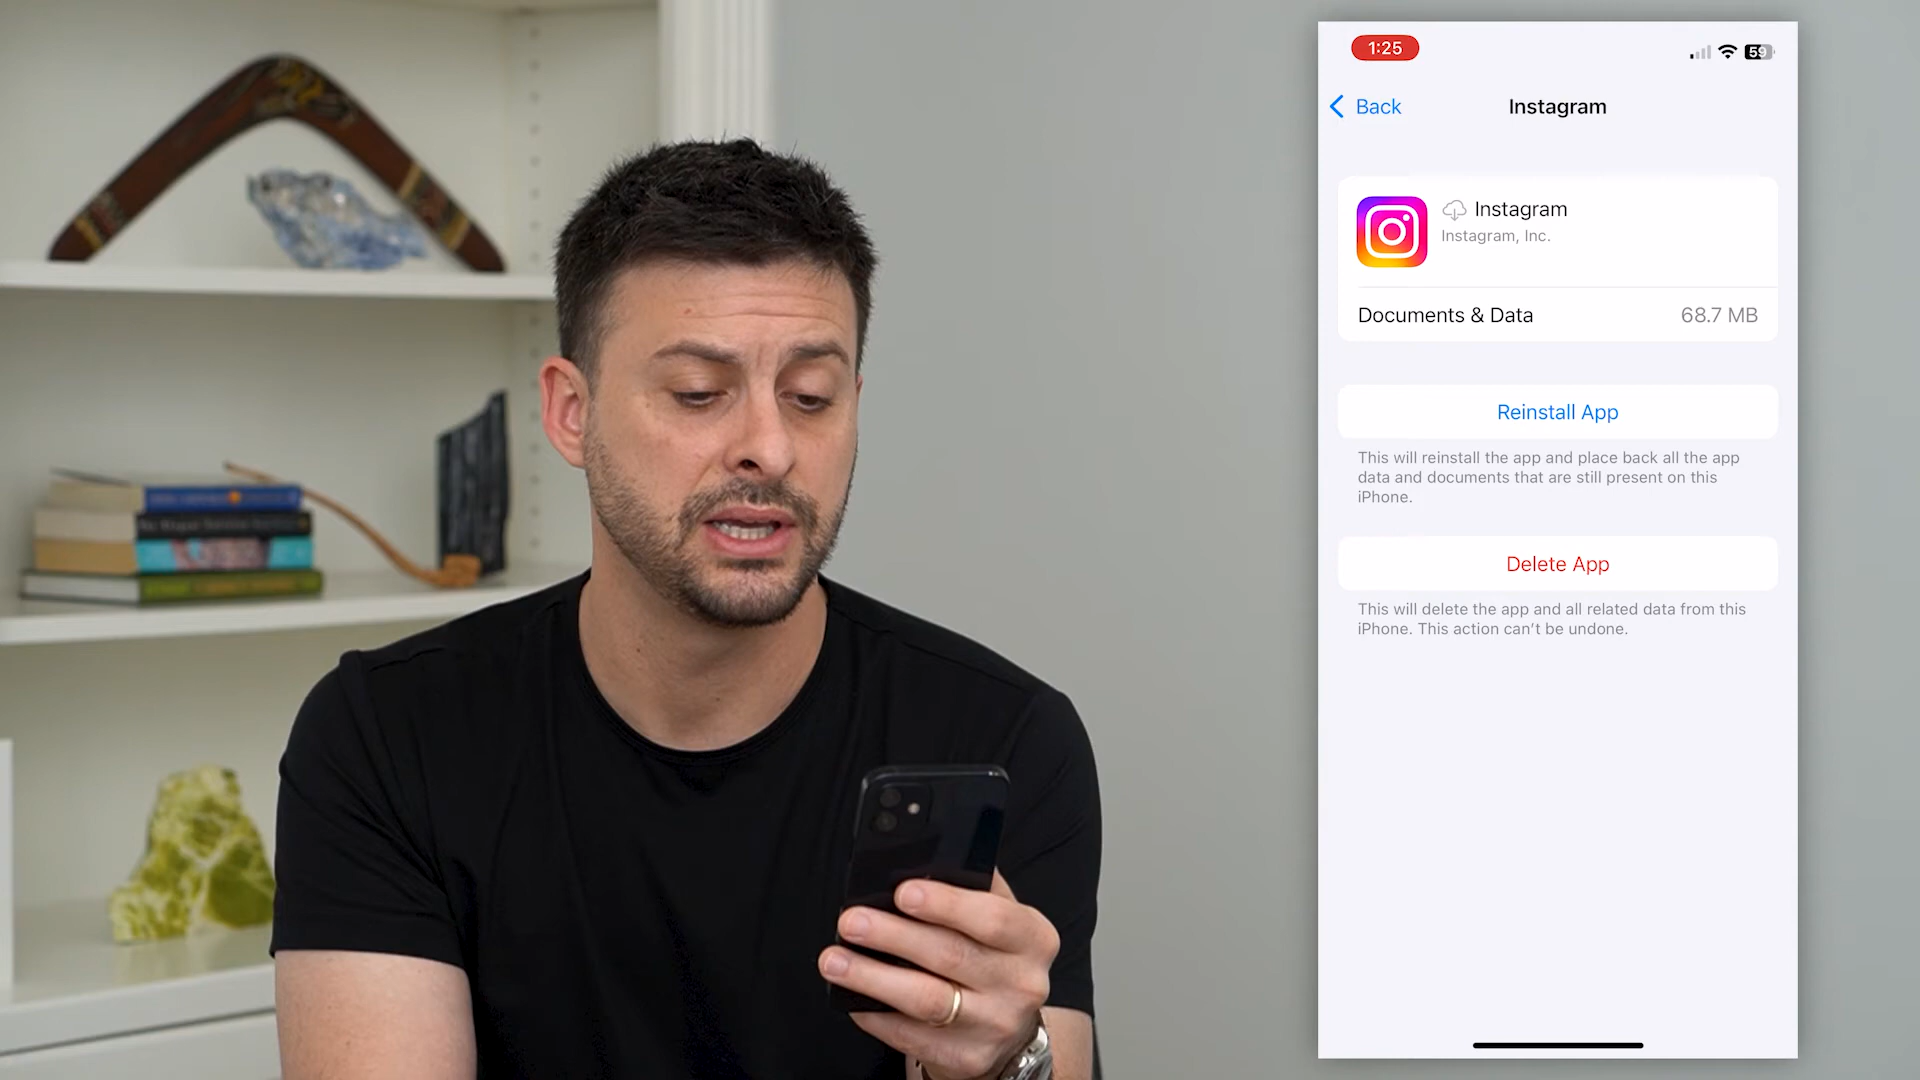 1:25
59
Back
Instagram
Instagram
Instagram, Inc.
Documents & Data 68.7 MB
Reinstall App
This will reinstall the app and place back all the app
data and documents that are still present on this
iPhone.
Delete App
This will delete the app and all related data from this
iPhone. This action can't be undone.